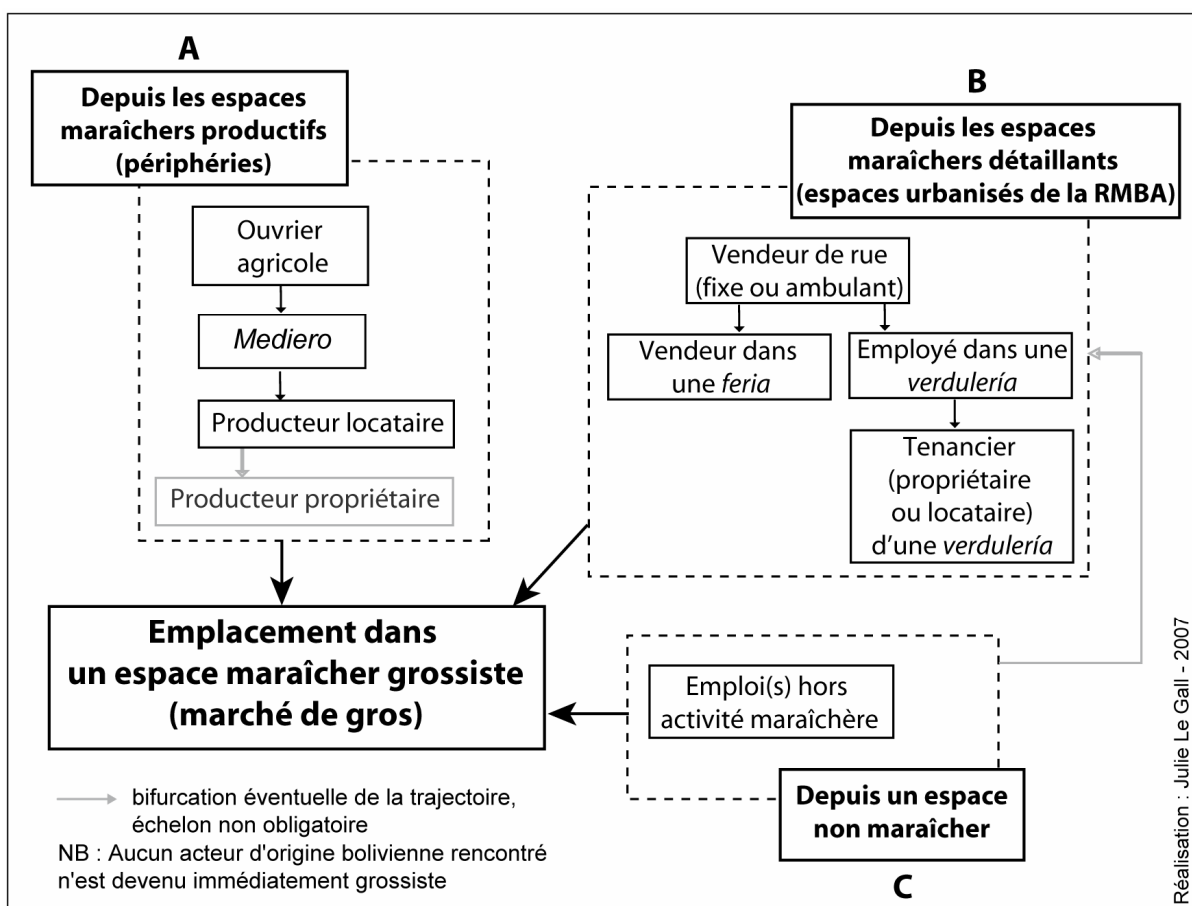 A
Depuis les espaces
maraîchers productifs
(périphéries)
Ouvrier
agricole
Mediero
Producteur locataire
Producteur propriétaire
B
Depuis les espaces
maraîchers détaillants
(espaces urbanisés de la RMBA)
Vendeur de rue
(fixe ou ambulant)
Vendeur dans
une feria
Employé dans une
verdulería
Tenancier
(propriétaire
ou locataire)
d'une verdulería
Emplacement dans
un espace maraîcher grossiste
(marché de gros)
Emploi(s) hors
activité maraîchère
Depuis un espace
non maraîcher
C
bifurcation éventuelle de la trajectoire,
échelon non obligatoire
NB : Aucun acteur d'origine bolivienne rencontré
n'est devenu immédiatement grossiste
Réalisation : Julie Le Gall - 2007